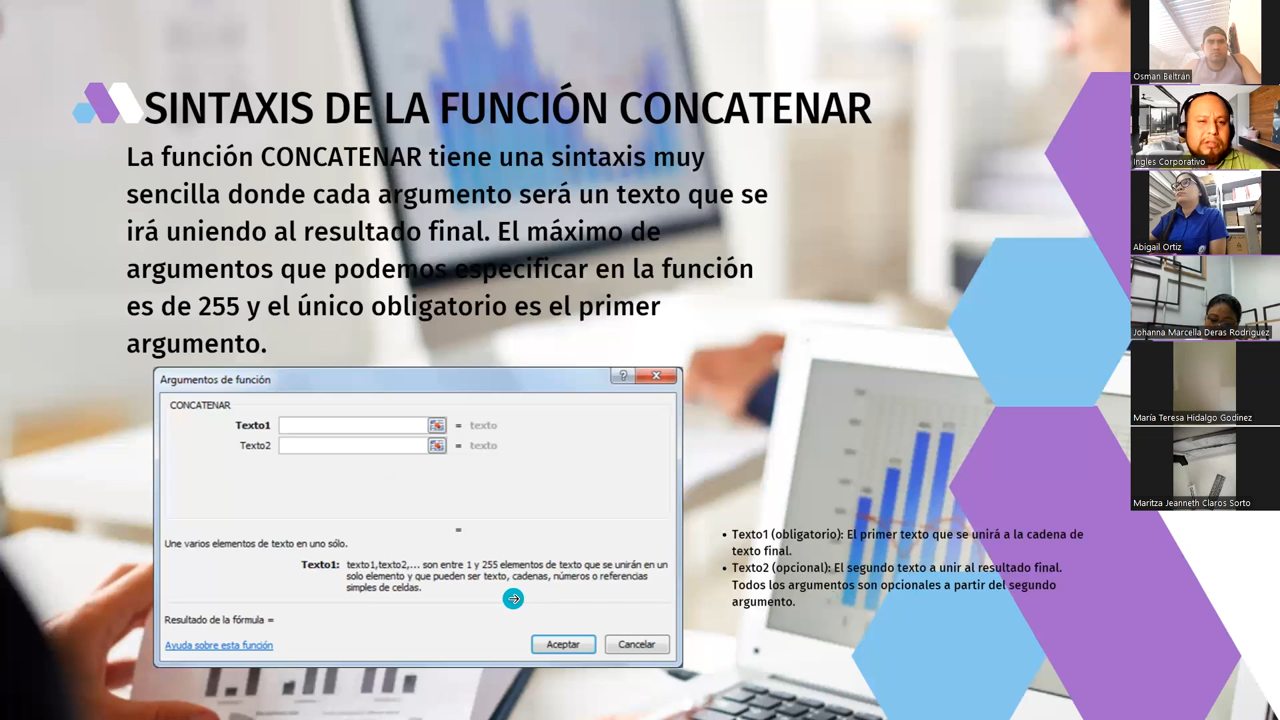 SINTAXIS DE LA FUNCIÓN CONCATENAR
La función CONCATENAR tiene una sintaxis muy
sencilla donde cada argumento será un texto que se
irá uniendo al resultado final. El máximo de
argumentos que podemos especificar en la función
es de 255 y el único obligatorio es el primer
argumento.
Argumentos de función
CONCATENAR
Texto1 = texto
Texto2 = texto
=
Une varios elementos de texto en uno sólo.
Texto1: texto1,texto2,... son entre 1 y 255 elementos de texto que se unirán en un
solo elemento y que pueden ser texto, cadenas, números o referencias
simples de celdas.
Resultado de la fórmula =
Ayuda sobre esta función
Aceptar
Cancelar
• Texto1 (obligatorio): El primer texto que se unirá a la cadena de
texto final.
• Texto2 (opcional): El segundo texto a unir al resultado final.
Todos los argumentos son opcionales a partir del segundo
argumento.
Osman Beltrán
Ingles Corporativo
Abigail Ortiz
Johanna Marcella Deras Rodriguez
María Teresa Hidalgo Godinez
Maritza Jeanneth Claros Sorto